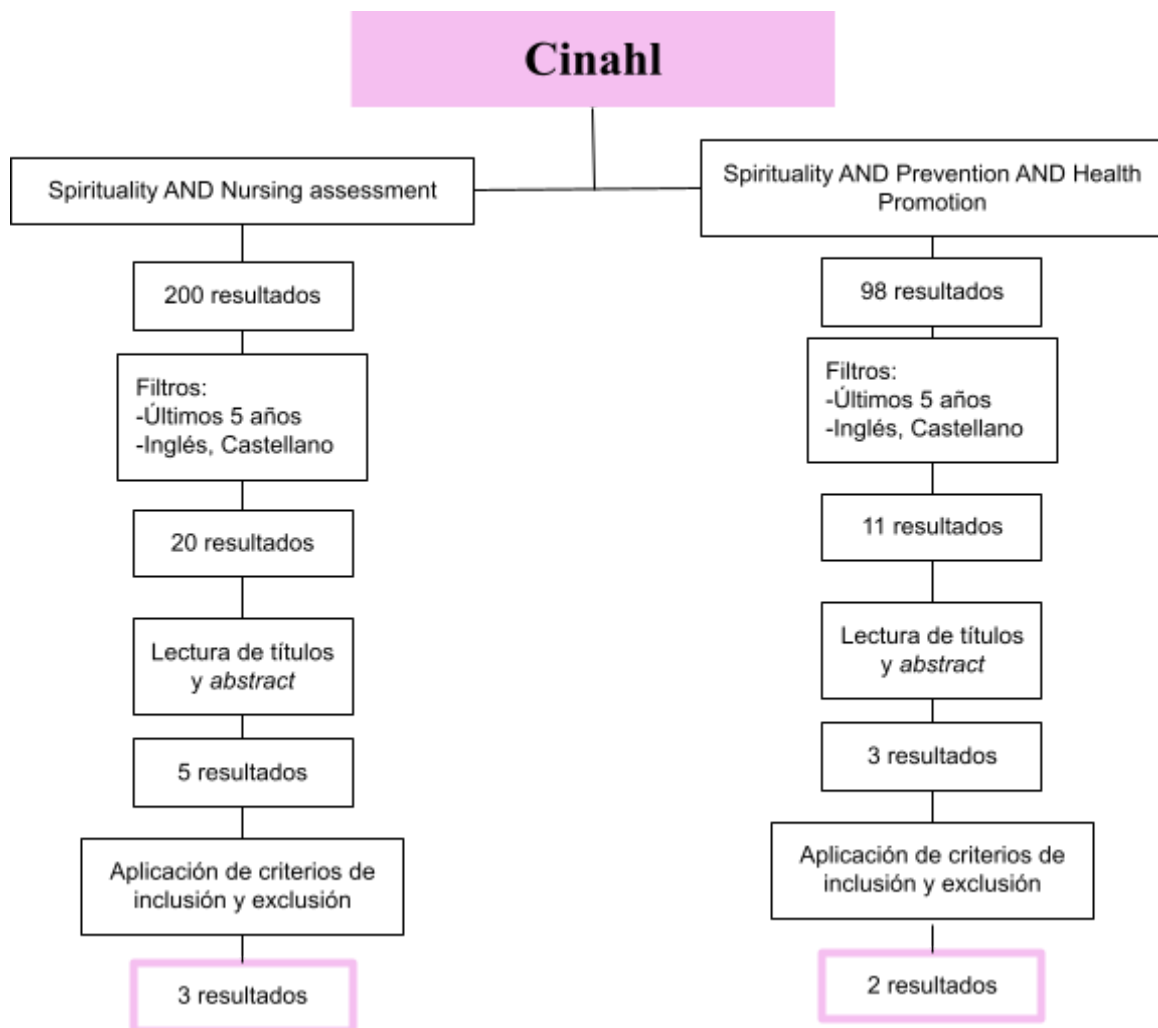 Cinahl
Spirituality AND Nursing assessment
200 resultados
Filtros:
-Últimos 5 años
-Inglés, Castellano
20 resultados
Lectura de títulos
y abstract
5 resultados
Aplicación de criterios de
inclusión y exclusión
3 resultados
Spirituality AND Prevention AND Health
Promotion
98 resultados
Filtros:
-Últimos 5 años
-Inglés, Castellano
11 resultados
Lectura de títulos
y abstract
3 resultados
Aplicación de criterios de
inclusión y exclusión
2 resultados